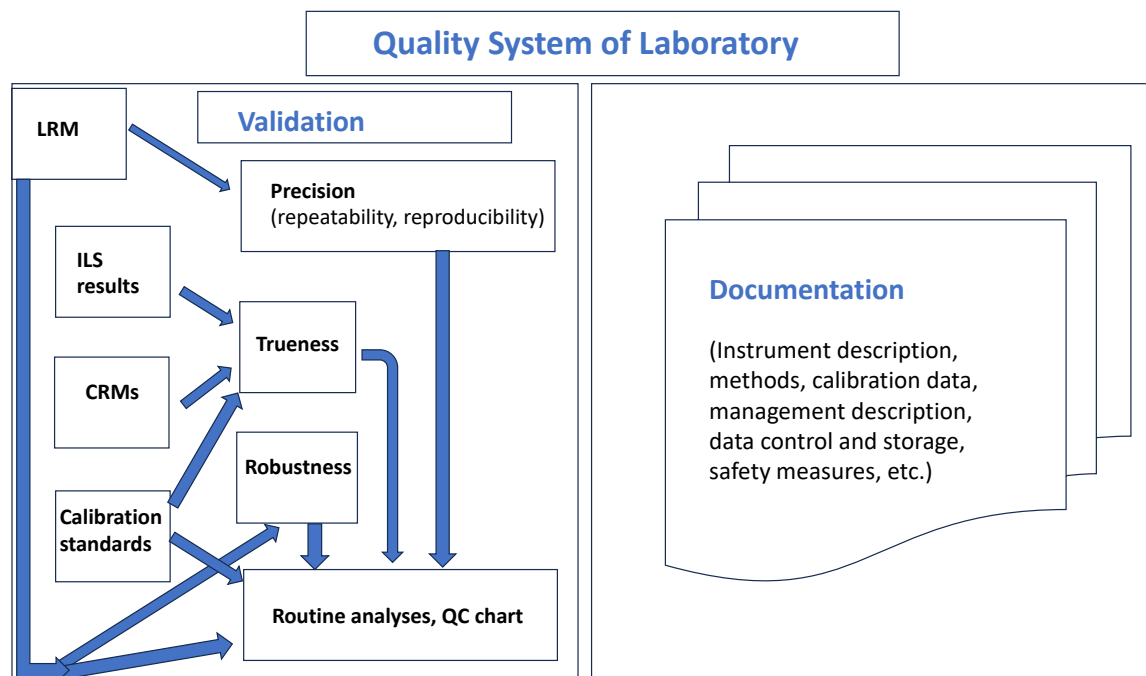 Quality System of Laboratory
Validation
LRM
Precision
(repeatability, reproducibility)
ILS
results
Trueness
CRMs
Robustness
Calibration
standards
Routine analyses, QC chart
Documentation
(Instrument description,
methods, calibration data,
management description,
data control and storage,
safety measures, etc.)